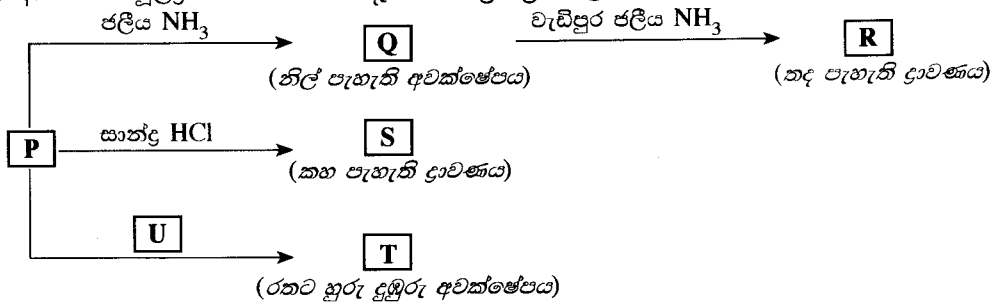 ජලීය NH₃
Q
වැඩිපුර ජලීය NH₃
R
(නිල් පැහැති අවක්ෂේපය)
(තද පැහැති ද්‍රාවණය)
P
සාන්ද්‍ර HCl
S
(කහ පැහැති ද්‍රාවණය)
U
T
(රතට හුරු දුඹුරු අවක්ෂේපය)